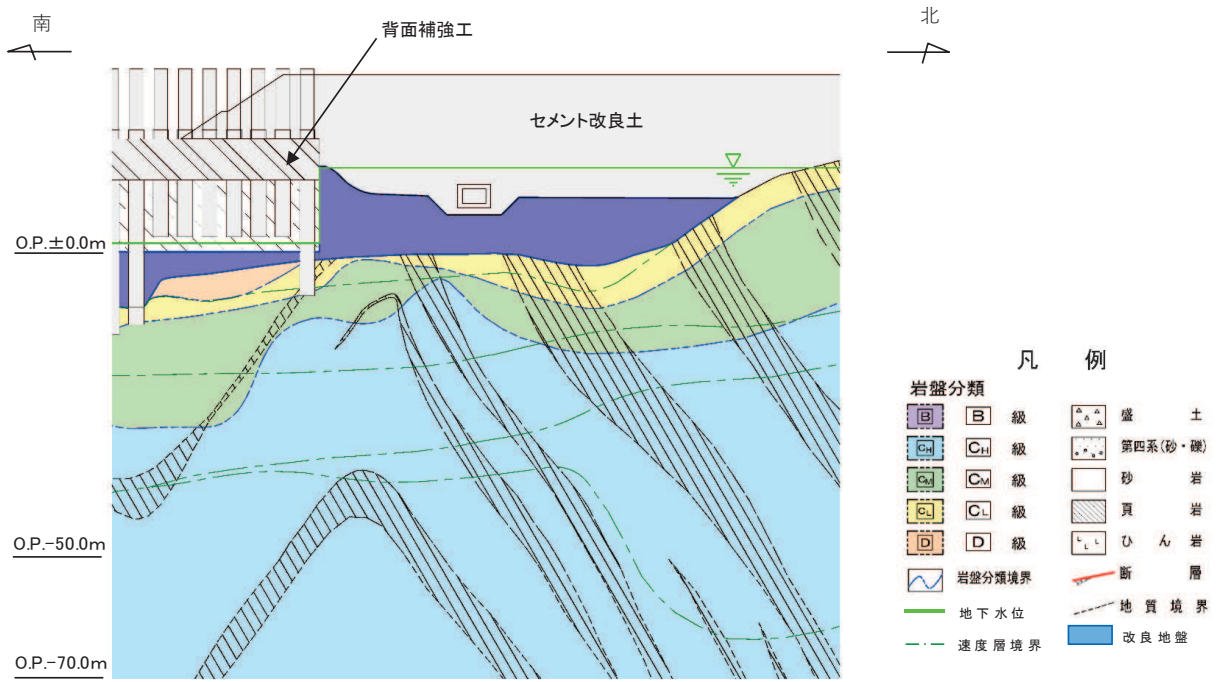 南
北
背面補強工
セメント改良土
O.P.±0.0m
O.P.-50.0m
O.P.-70.0m
凡 例
岩盤分類
B B 級
CH CH 級
CM CM 級
CL CL 級
D D 級
岩盤分類境界
地下水位
速度層境界
盛 土
第四系(砂・礫)
砂 岩
頁 岩
ひ ん 岩
断 層
地質境界
改良地盤